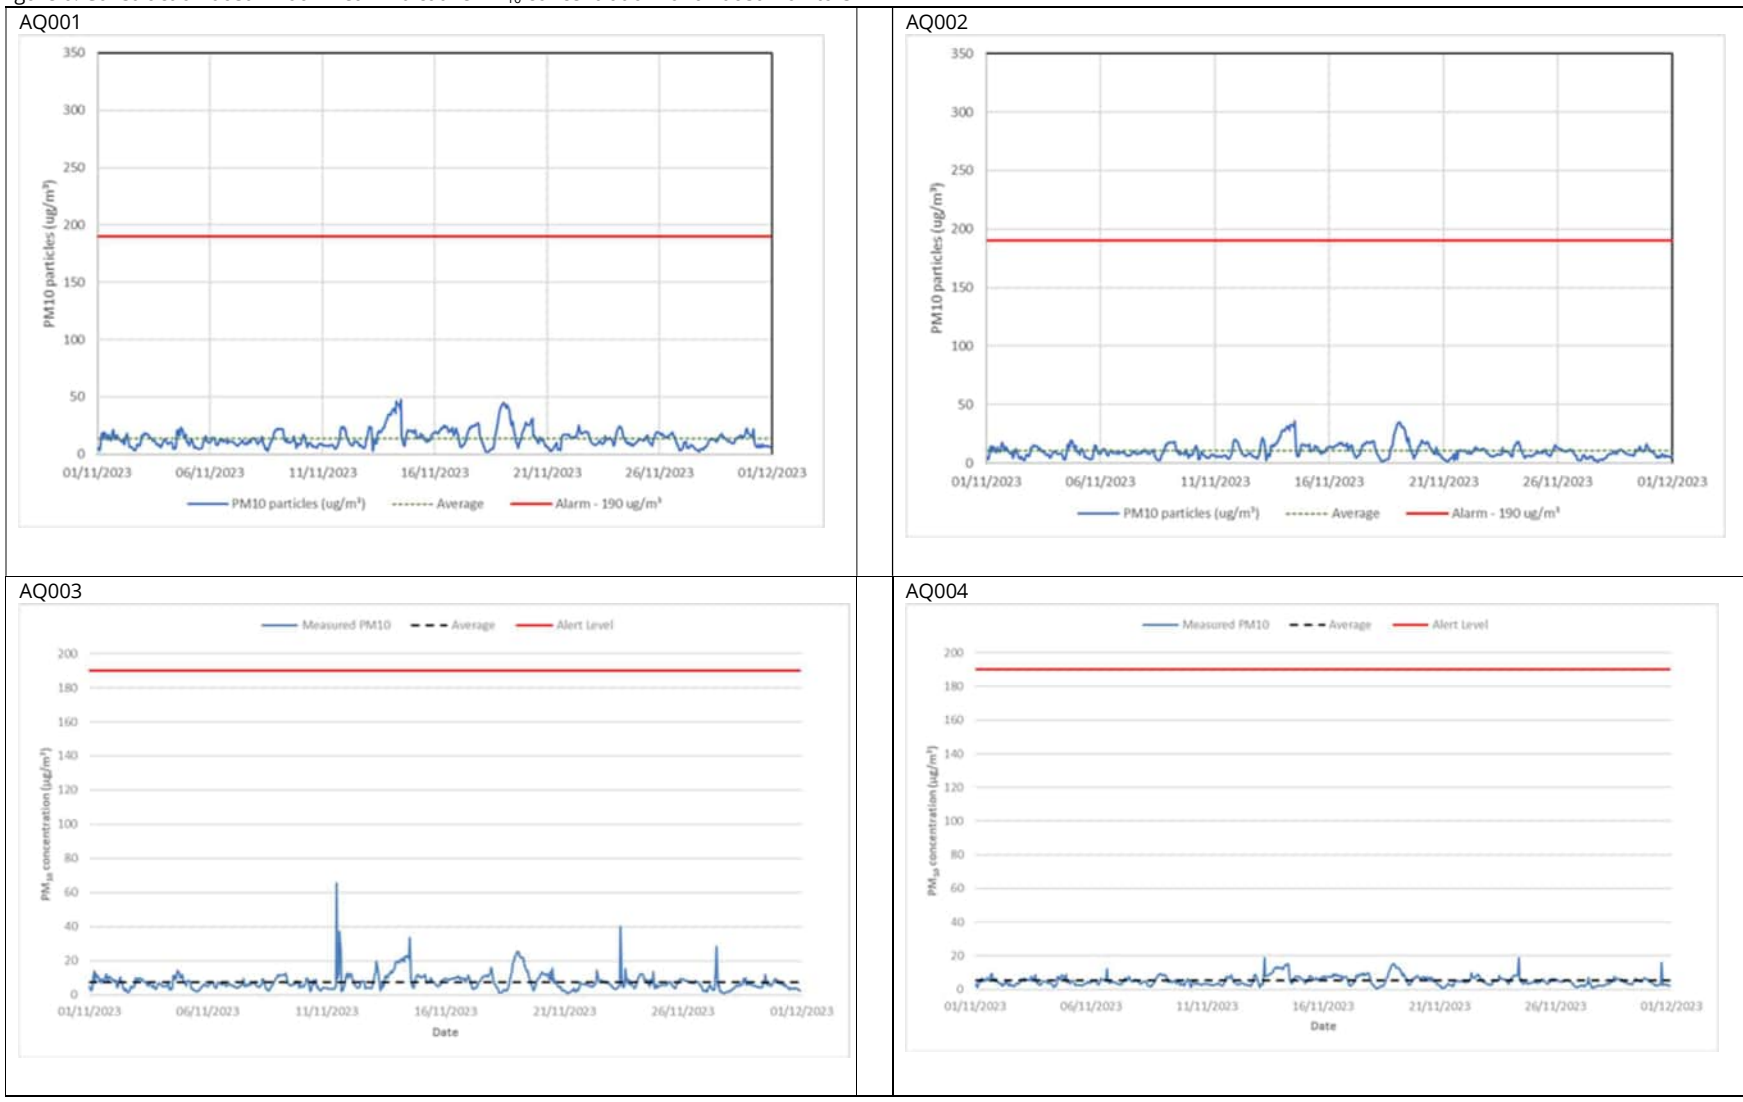 AQ001
350
300
250
200
150
100
50
0
PM10 particles (ug/m³)
01/11/2023 06/11/2023 11/11/2023 16/11/2023 21/11/2023 26/11/2023 01/12/2023
PM10 particles (ug/m³) Average Alarm - 190 ug/m³
AQ002
350
300
250
200
150
100
50
0
PM10 particles (ug/m³)
01/11/2023 06/11/2023 11/11/2023 16/11/2023 21/11/2023 26/11/2023 01/12/2023
PM10 particles (ug/m³) Average Alarm - 190 ug/m³
AQ003
Measured PM10 Average Alert Level
200
180
160
140
120
100
80
60
40
20
0
PM₁₀ concentration (µg/m³)
01/11/2023 06/11/2023 11/11/2023 16/11/2023 21/11/2023 26/11/2023 01/12/2023
Date
AQ004
Measured PM10 Average Alert Level
200
180
160
140
120
100
80
60
40
20
0
PM₁₀ concentration (µg/m³)
01/11/2023 06/11/2023 11/11/2023 16/11/2023 21/11/2023 26/11/2023 01/12/2023
Date